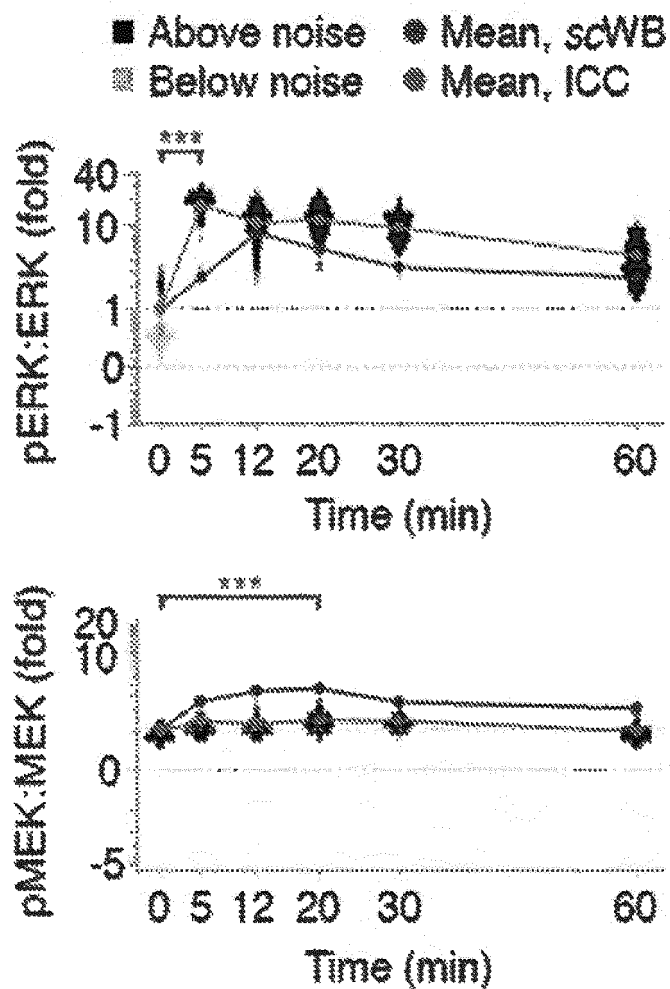 Above noise Mean, scWB
Below noise Mean, ICC
***
pERK:ERK (fold)
40
10
1
0
-1
0 5 12 20 30 60
Time (min)
***
pMEK:MEK (fold)
20
10
0
-5
0 5 12 20 30 60
Time (min)